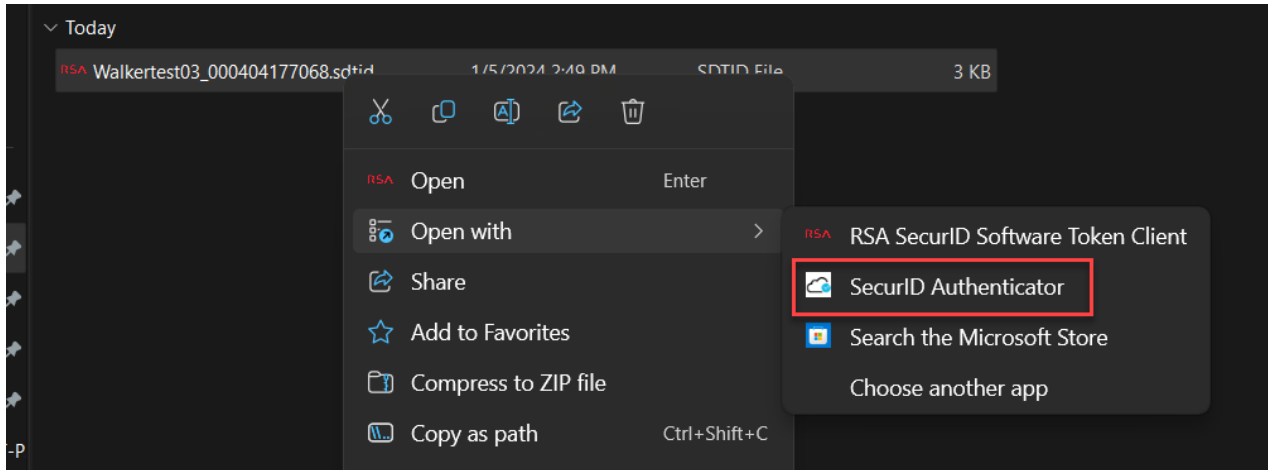 Today
RSA Walkertest03_000404177068.sdtid 1/5/2024 2:49 PM SDTID File 3 KB
RSA Open Enter
Open with
RSA RSA SecurID Software Token Client
SecurID Authenticator
Share
Add to Favorites
Search the Microsoft Store
Compress to ZIP file
Choose another app
Copy as path Ctrl+Shift+C
-P